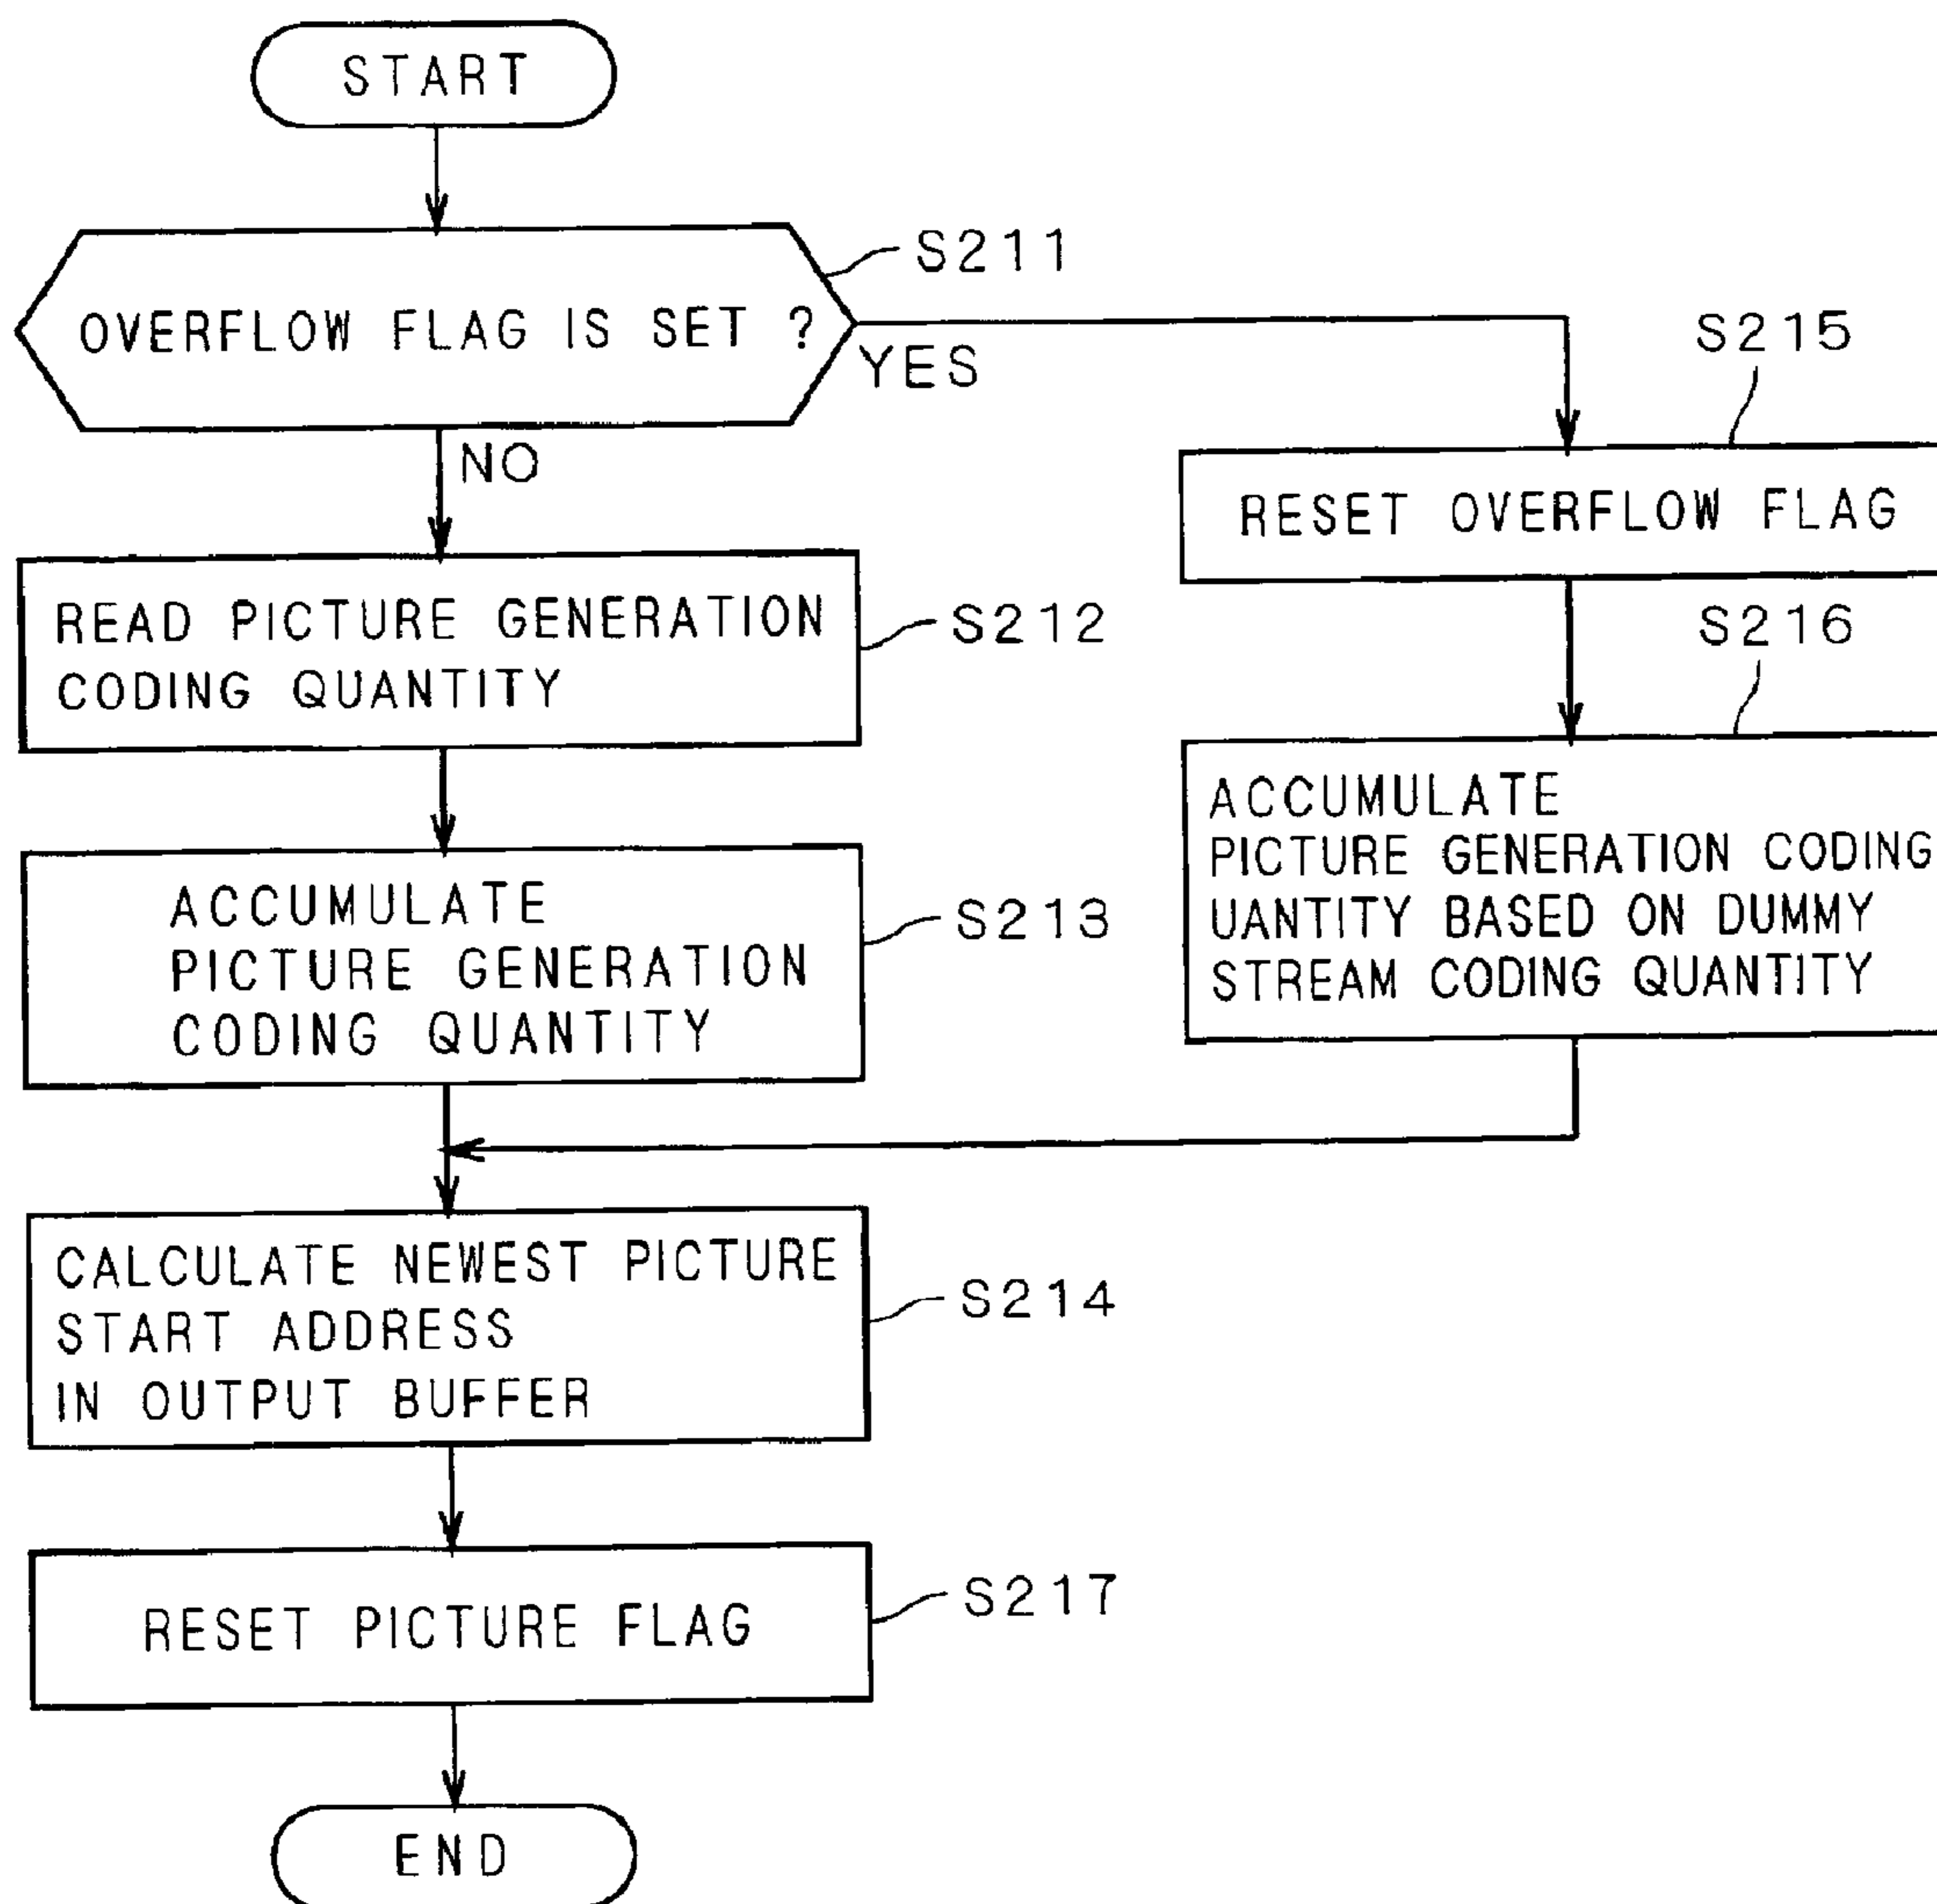 START
S211
OVERFLOW FLAG IS SET ?
YES
NO
S215
RESET OVERFLOW FLAG
READ PICTURE GENERATION
CODING QUANTITY
S212
S216
ACCUMULATE
PICTURE GENERATION CODING
UANTITY BASED ON DUMMY
STREAM CODING QUANTITY
ACCUMULATE
PICTURE GENERATION
CODING QUANTITY
S213
CALCULATE NEWEST PICTURE
START ADDRESS
IN OUTPUT BUFFER
S214
RESET PICTURE FLAG
S217
END